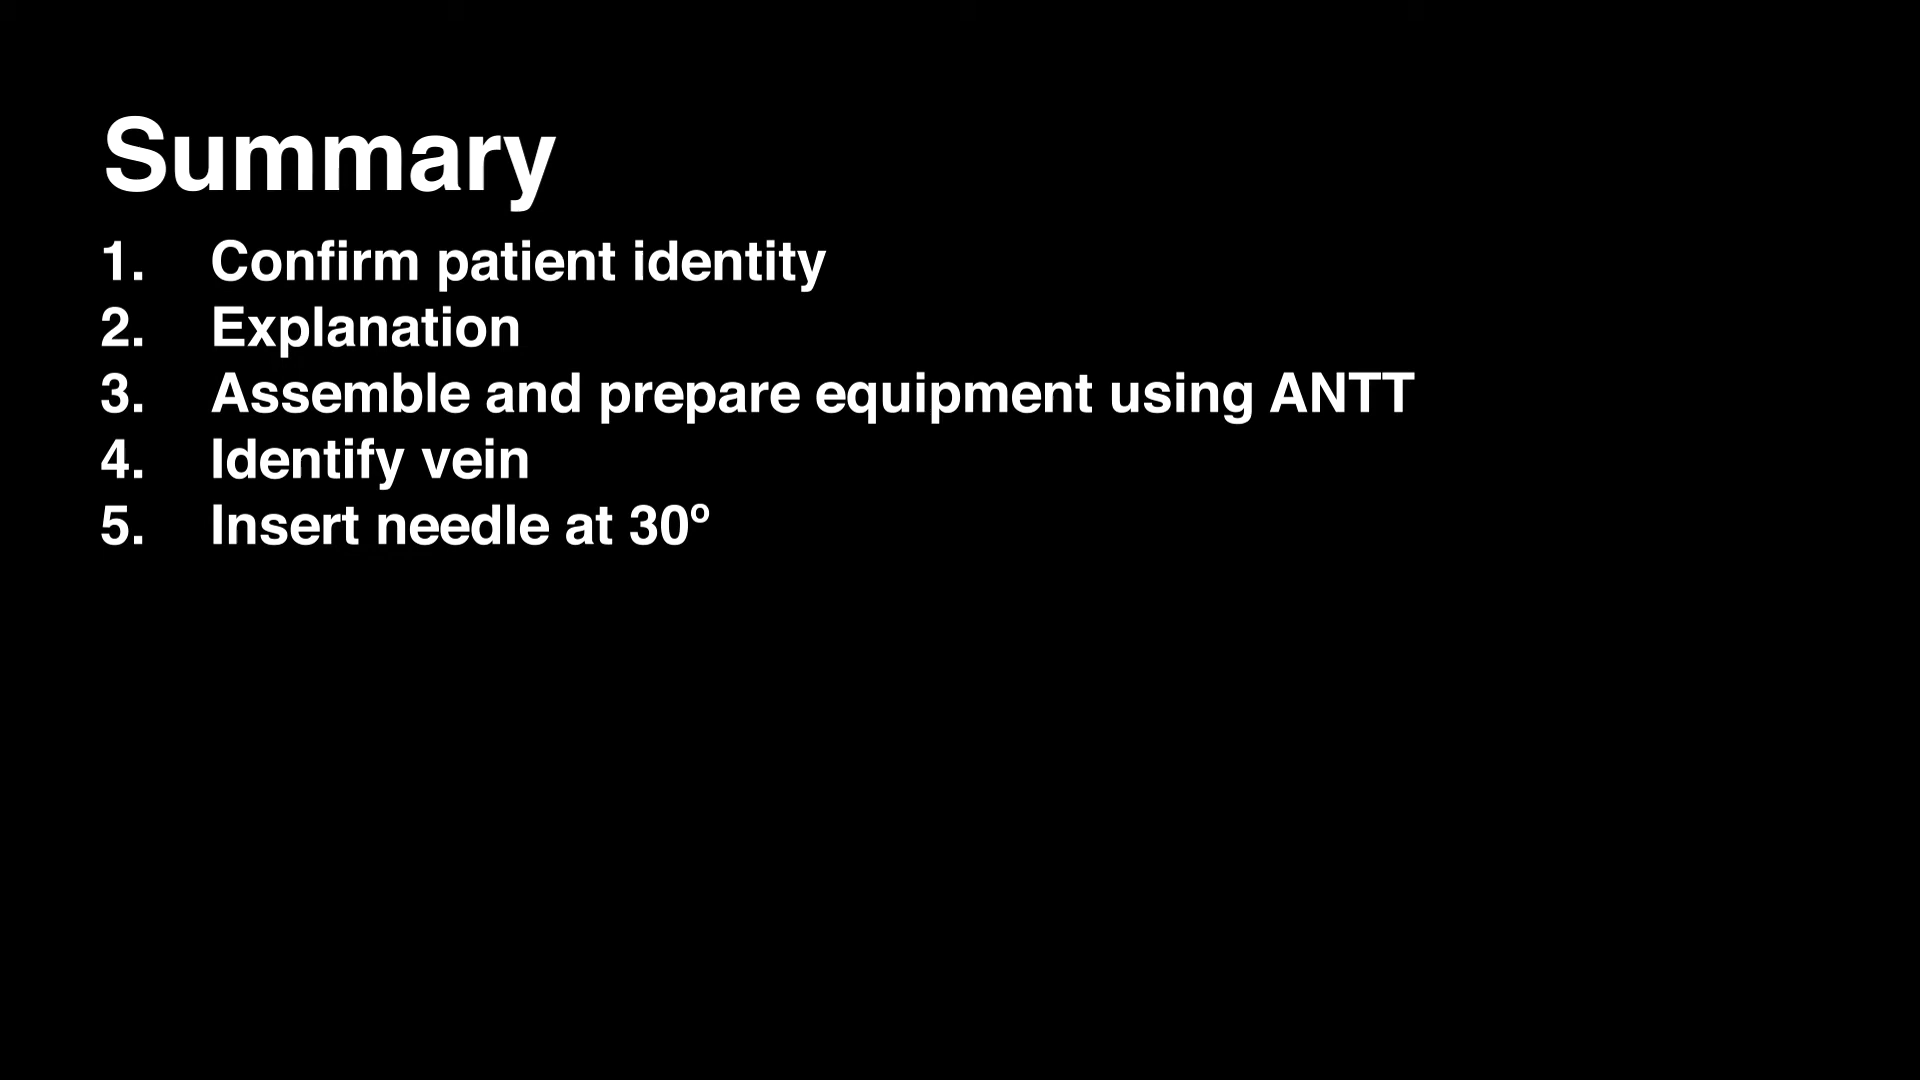 Summary
1. Confirm patient identity
2. Explanation
3. Assemble and prepare equipment using ANTT
4. Identify vein
5. Insert needle at 30º